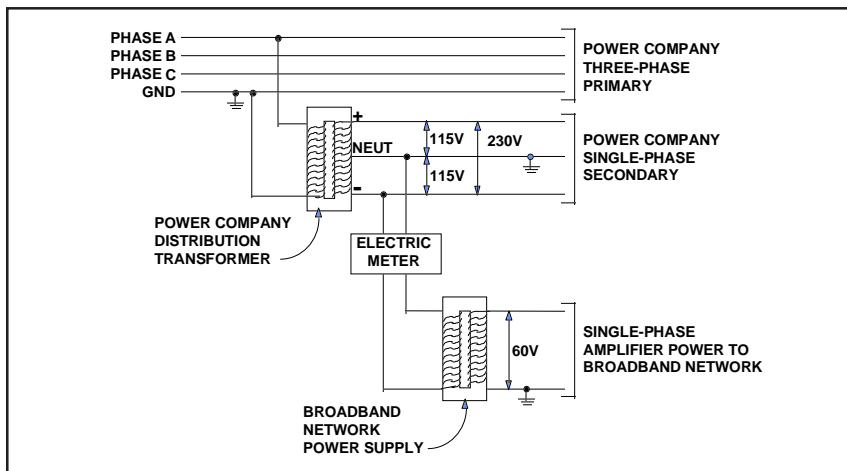 PHASE A
PHASE B
PHASE C
GND
POWER COMPANY
THREE-PHASE
PRIMARY
+
NEUT
-
115V
115V
230V
POWER COMPANY
SINGLE-PHASE
SECONDARY
POWER COMPANY
DISTRIBUTION
TRANSFORMER
ELECTRIC
METER
60V
SINGLE-PHASE
AMPLIFIER POWER TO
BROADBAND NETWORK
BROADBAND
NETWORK
POWER SUPPLY